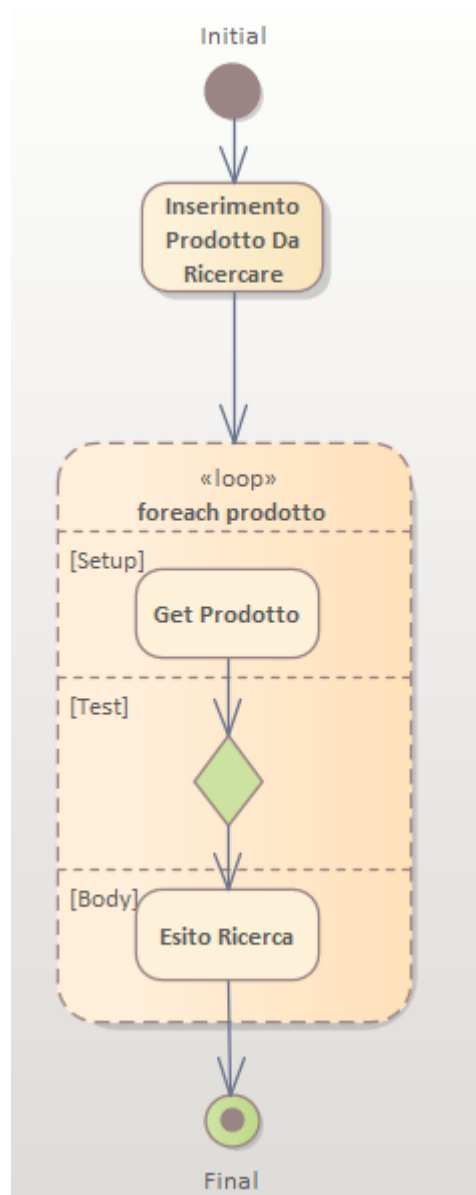 Initial
Inserimento
Prodotto Da
Ricercare
«loop»
foreach prodotto
[Setup]
Get Prodotto
[Test]
[Body]
Esito Ricerca
Final